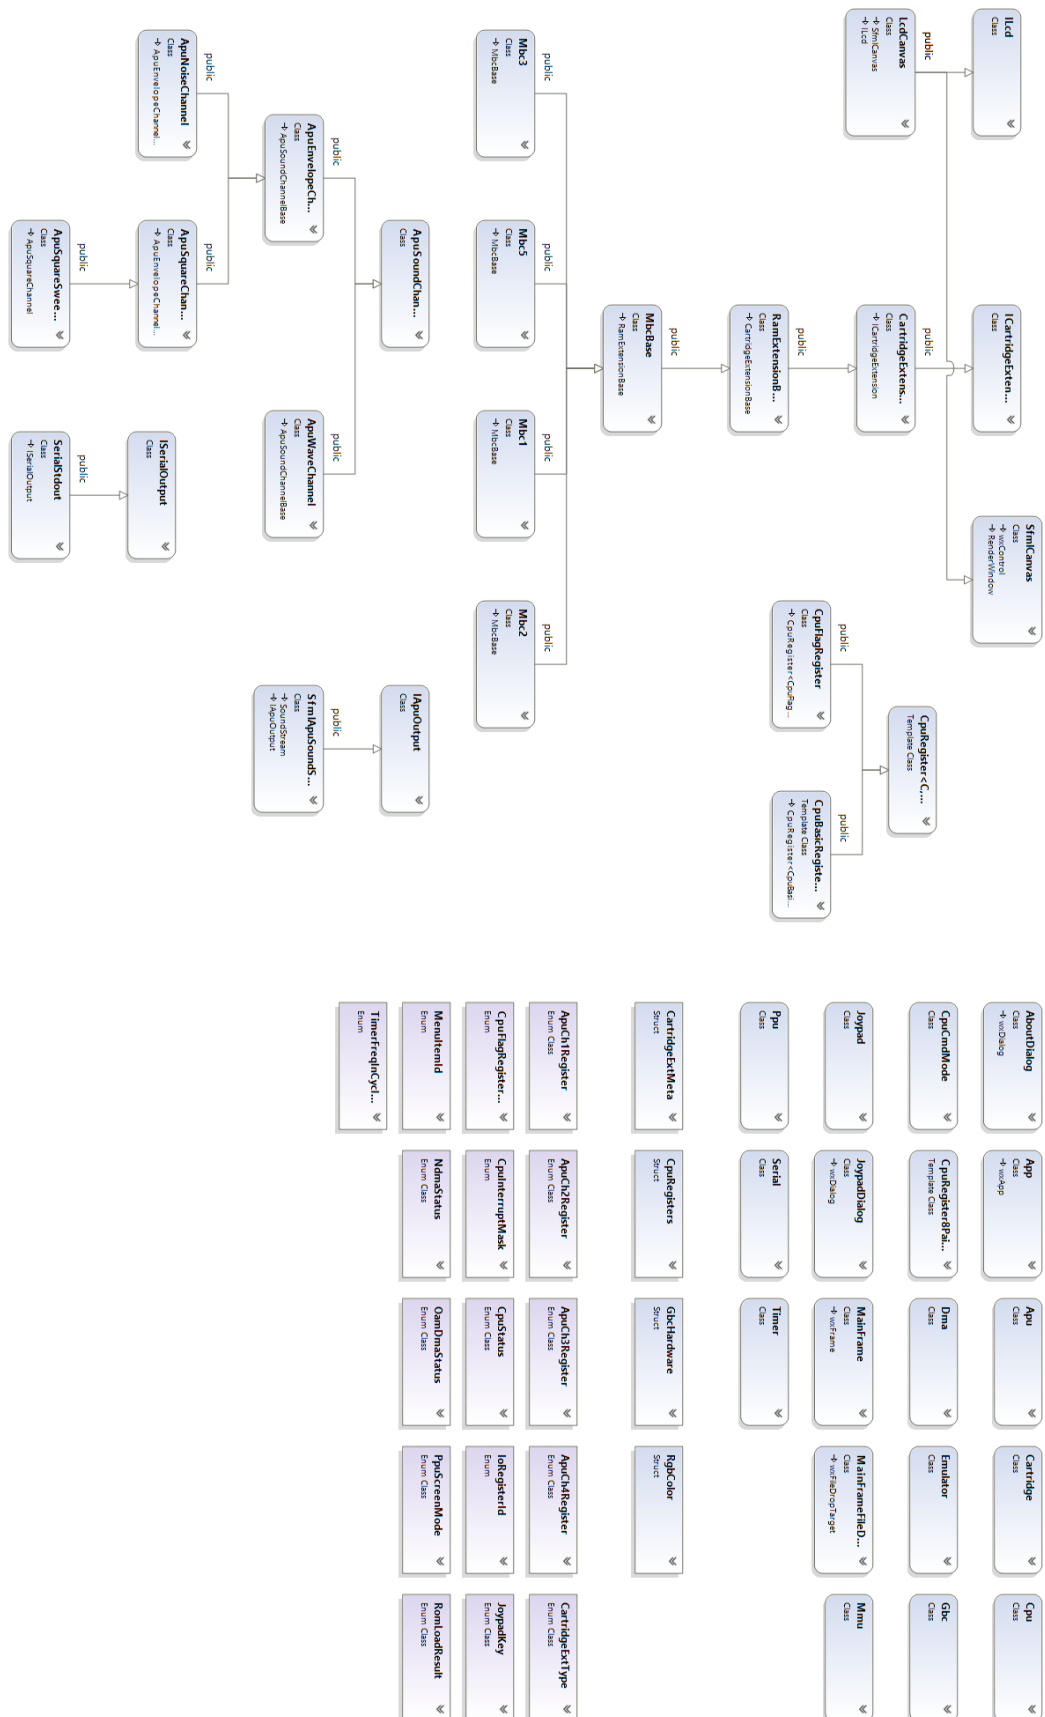 ILcd
Class
public
LcdCanvas
Class
SfmlCanvas
ILcd
ICartridgeExten...
Class
public
CartridgeExtens...
Class
ICartridgeExtension
public
RamExtensionB...
Class
CartridgeExtensionBase
public
MbcBase
Class
RamExtensionBase
SfmlCanvas
Class
wxControl
RenderWindow
CpuRegister<C,...
Template Class
public
public
CpuFlagRegister
Class
CpuRegister<CpuFlag...
CpuBasicRegiste...
Template Class
CpuRegister<CpuBasi...
public
public
public
public
Mbc3
Class
MbcBase
Mbc5
Class
MbcBase
Mbc1
Class
MbcBase
Mbc2
Class
MbcBase
ApuSoundChan...
Class
IApuOutput
Class
public
public
public
ApuEnvelopeCh...
Class
ApuSoundChannelBase
ApuWaveChannel
Class
ApuSoundChannelBase
SfmlApuSoundS...
Class
SoundStream
IApuOutput
public
public
ApuNoiseChannel
Class
ApuEnvelopeChannel...
ApuSquareChan...
Class
ApuEnvelopeChannel...
ISerialOutput
Class
public
public
ApuSquareSwee...
Class
ApuSquareChannel
SerialStdout
Class
ISerialOutput
AboutDialog
Class
wxDialog
App
Class
wxApp
Apu
Class
Cartridge
Class
Cpu
Class
CpuCmdMode
Class
CpuRegister8Pai...
Template Class
Dma
Class
Emulator
Class
Gbc
Class
Joypad
Class
JoypadDialog
Class
wxDialog
MainFrame
Class
wxFrame
MainFrameFileD...
Class
wxFileDropTarget
Mmu
Class
Ppu
Class
Serial
Class
Timer
Class
CartridgeExtMeta
Struct
CpuRegisters
Struct
GbcHardware
Struct
RgbColor
Struct
ApuCh1Register
Enum Class
ApuCh2Register
Enum Class
ApuCh3Register
Enum Class
ApuCh4Register
Enum Class
CartridgeExtType
Enum Class
CpuFlagRegister...
Enum
CpuInterruptMask
Enum
CpuStatus
Enum Class
IoRegisterId
Enum
JoypadKey
Enum Class
MenuItemId
Enum
NdmaStatus
Enum Class
OamDmaStatus
Enum Class
PpuScreenMode
Enum Class
RomLoadResult
Enum Class
TimerFreqInCycl...
Enum